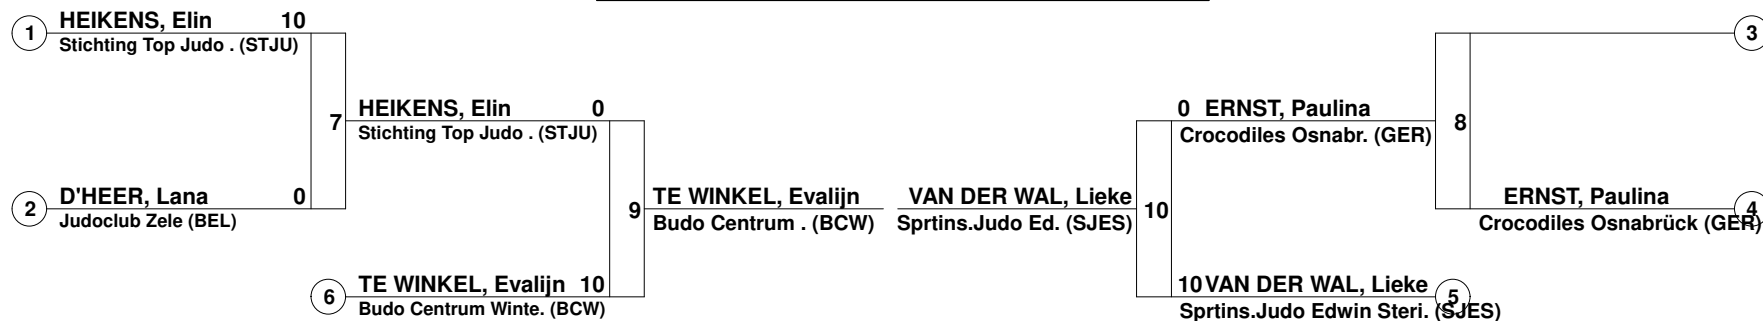 HEIKENS, Elin 10
1
Stichting Top Judo . (STJU)
3
HEIKENS, Elin 0
0 ERNST, Paulina
7
8
Stichting Top Judo . (STJU)
Crocodiles Osnabr. (GER)
D'HEER, Lana 0
TE WINKEL, Evalijn
VAN DER WAL, Lieke
ERNST, Paulina
2
9
10
4
Judoclub Zele (BEL)
Budo Centrum . (BCW)
Sprtins.Judo Ed. (SJES)
Crocodiles Osnabrück (GER)
TE WINKEL, Evalijn 10
10 VAN DER WAL, Lieke
6
5
Budo Centrum Winte. (BCW)
Sprtins.Judo Edwin Steri. (SJES)